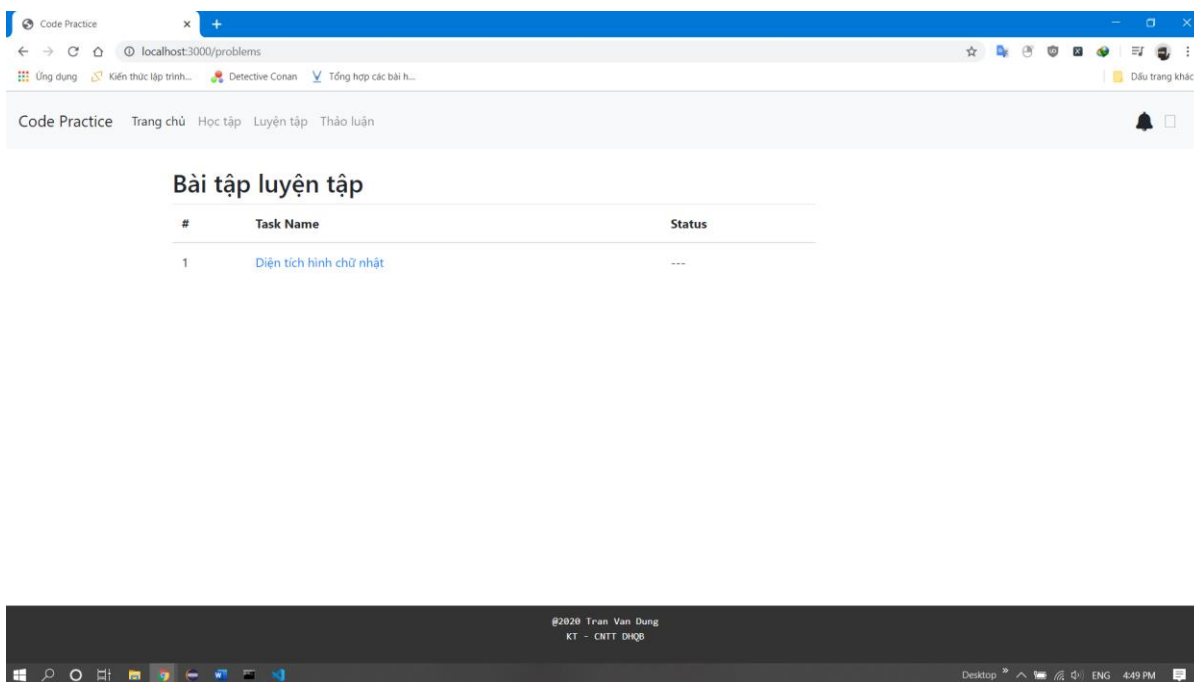 Code Practice
localhost:3000/problems
Ứng dụng Kiến thức lập trình... Detective Conan Tổng hợp các bài h... Dấu trang khác
Code Practice Trang chủ Học tập Luyện tập Thảo luận
Bài tập luyện tập
# Task Name Status
1 Diện tích hình chữ nhật ---
@2020 Tran Van Dung
KT - CNTT DHQB
Desktop ENG 4:49 PM